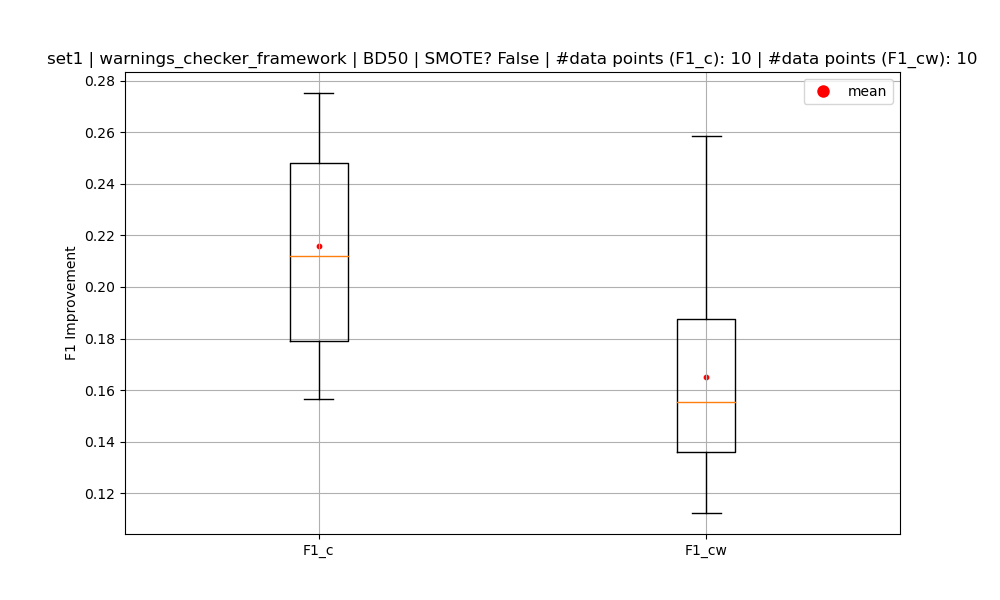 set1 | warnings_checker_framework | BD50 | SMOTE? False | #data points (F1_c): 10 | #data points (F1_cw): 10
mean
0.28
0.26
0.24
0.22
0.20
0.18
0.16
0.14
0.12
F1 Improvement
F1_c
F1_cw